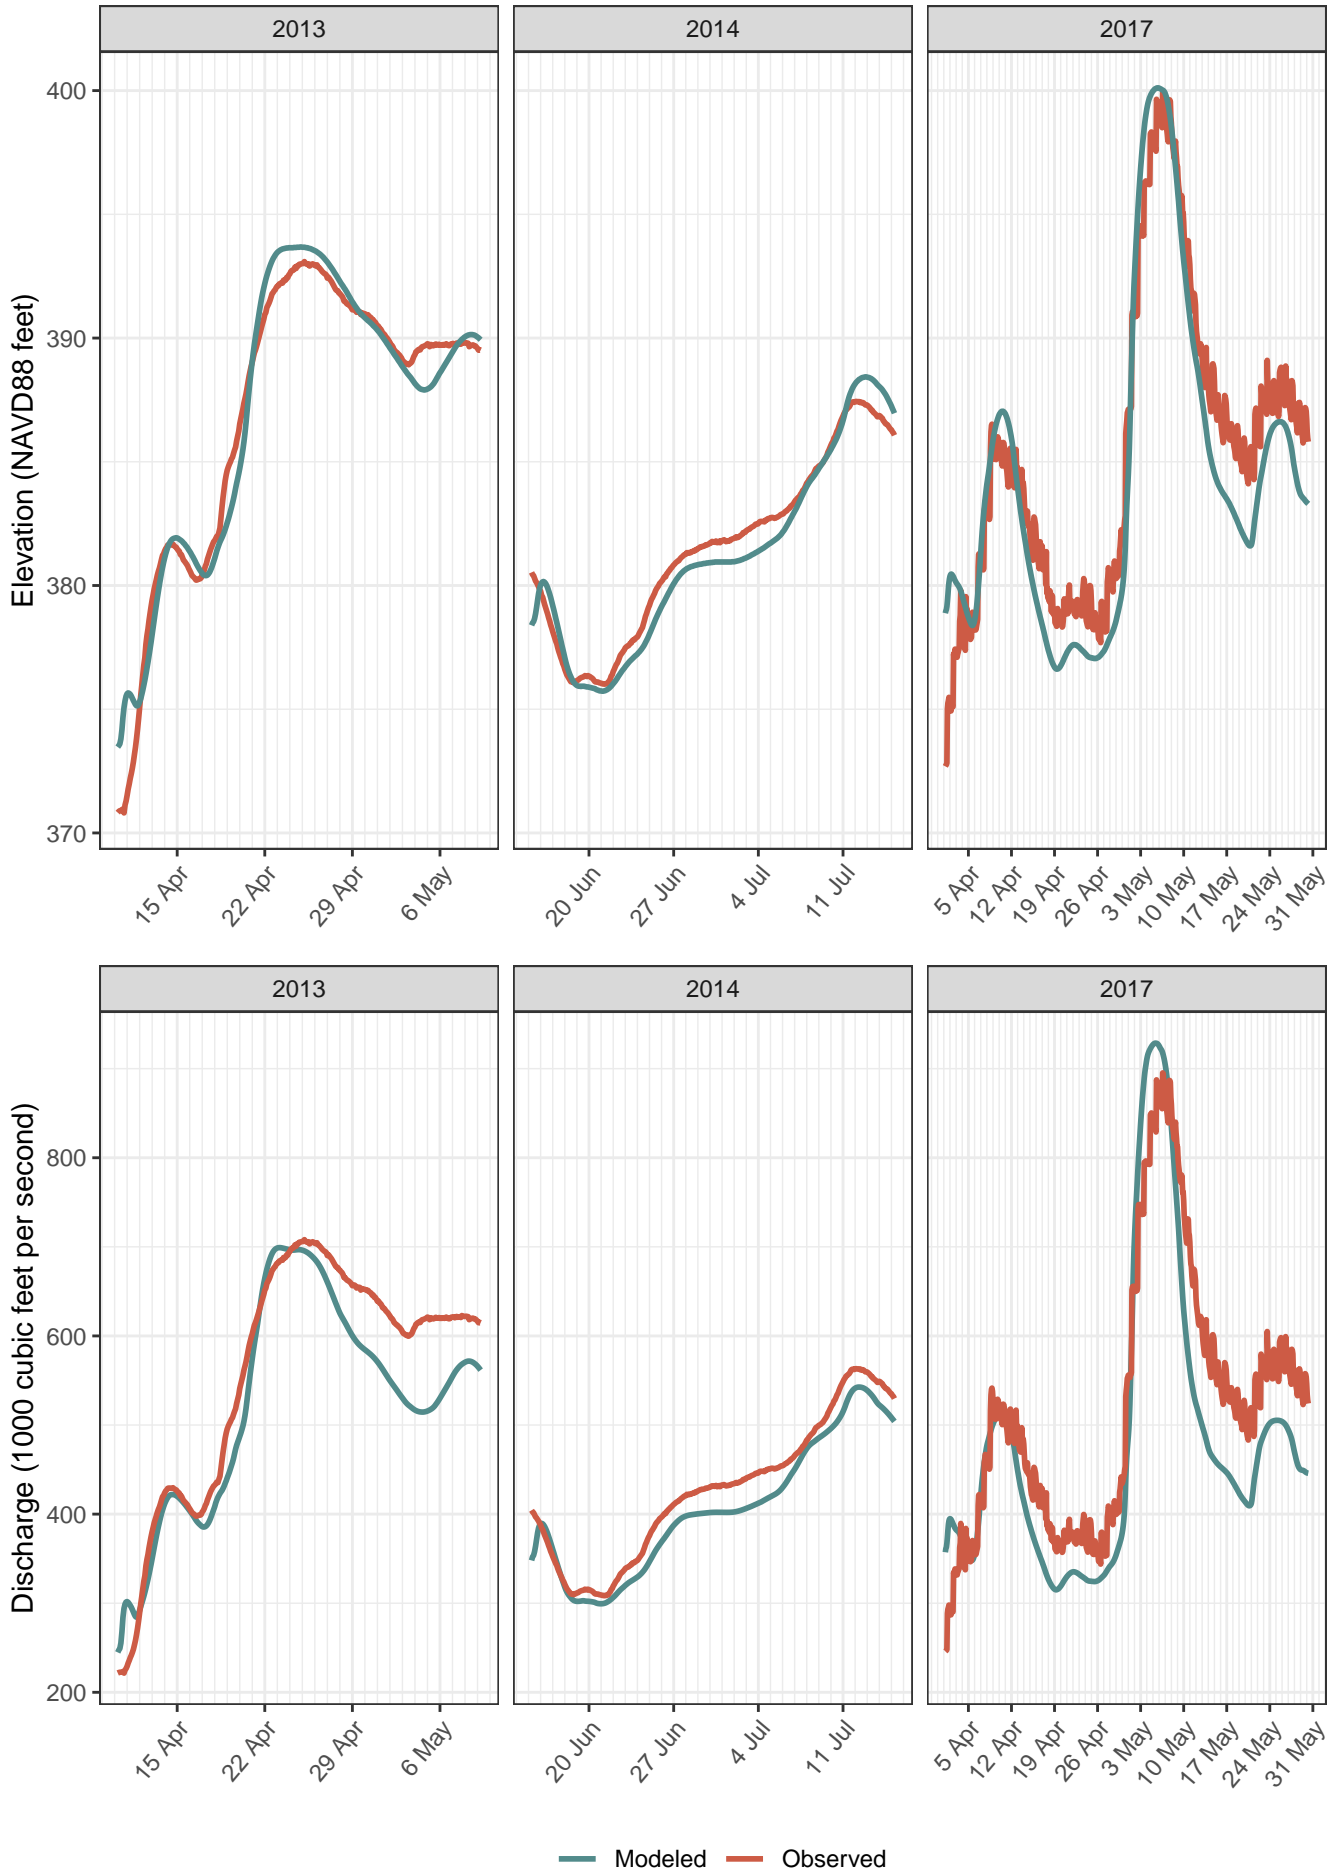 2013 2014 2017
Elevation (NAVD88 feet)
400
390
380
370
15 Apr 22 Apr 29 Apr 6 May 20 Jun 27 Jun 4 Jul 11 Jul 5 Apr 12 Apr 19 Apr 26 Apr 3 May 10 May 17 May 24 May 31 May
2013 2014 2017
Discharge (1000 cubic feet per second)
800
600
400
200
15 Apr 22 Apr 29 Apr 6 May 20 Jun 27 Jun 4 Jul 11 Jul 5 Apr 12 Apr 19 Apr 26 Apr 3 May 10 May 17 May 24 May 31 May
Modeled Observed